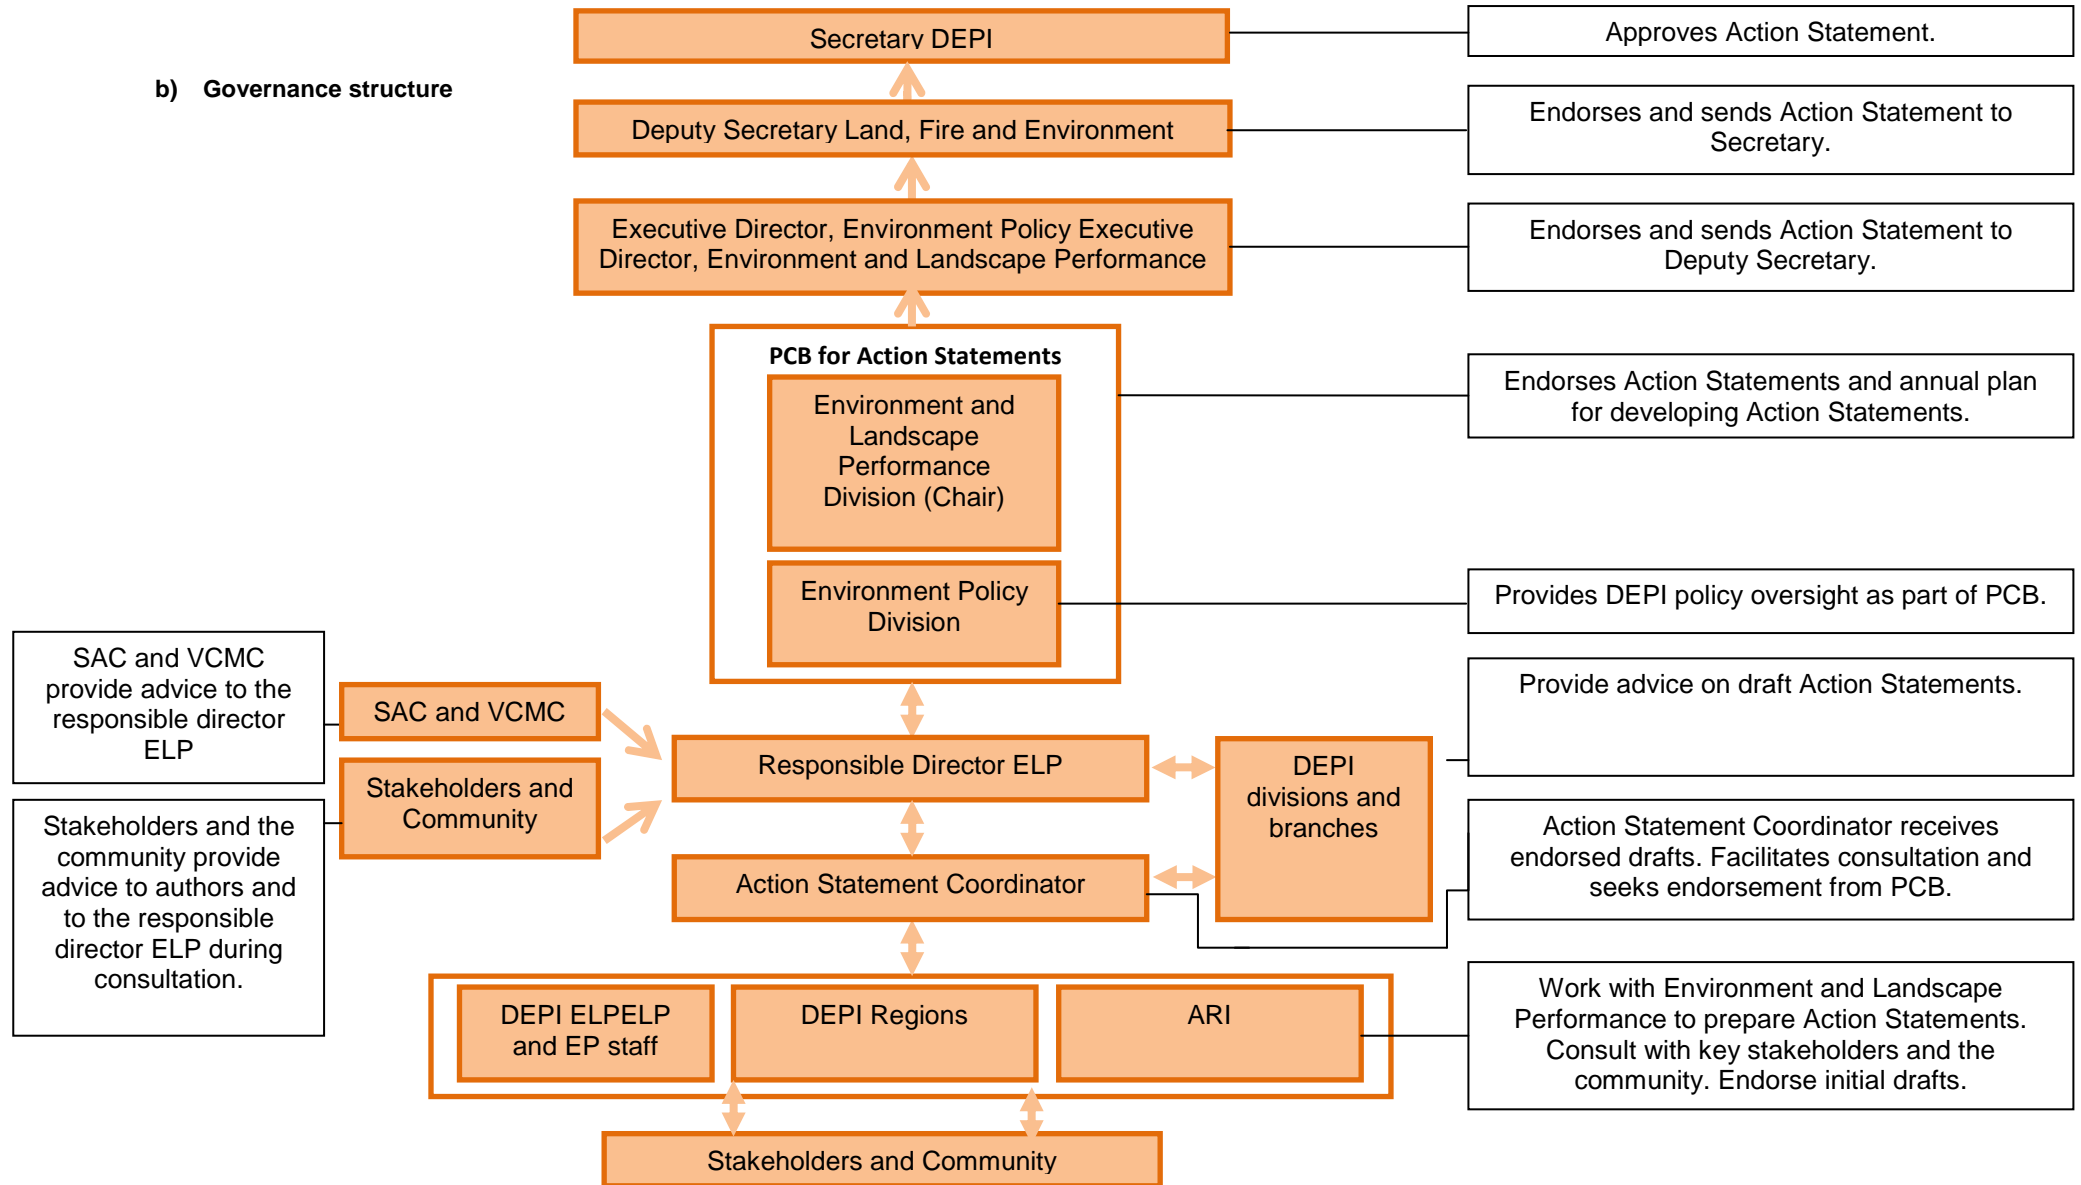 Secretary DEPI
Approves Action Statement.
b) Governance structure
Deputy Secretary Land, Fire and Environment
Endorses and sends Action Statement to
Secretary.
Executive Director, Environment Policy Executive
Director, Environment and Landscape Performance
Endorses and sends Action Statement to
Deputy Secretary.
PCB for Action Statements
Environment and
Landscape
Performance
Division (Chair)
Endorses Action Statements and annual plan
for developing Action Statements.
Environment Policy
Division
Provides DEPI policy oversight as part of PCB.
SAC and VCMC
provide advice to the
responsible director
ELP
SAC and VCMC
Stakeholders and
Community
Stakeholders and the
community provide
advice to authors and
to the responsible
director ELP during
consultation.
Responsible Director ELP
DEPI
divisions and
branches
Provide advice on draft Action Statements.
Action Statement Coordinator
Action Statement Coordinator receives
endorsed drafts. Facilitates consultation and
seeks endorsement from PCB.
DEPI ELPELP
and EP staff
DEPI Regions
ARI
Work with Environment and Landscape
Performance to prepare Action Statements.
Consult with key stakeholders and the
community. Endorse initial drafts.
Stakeholders and Community